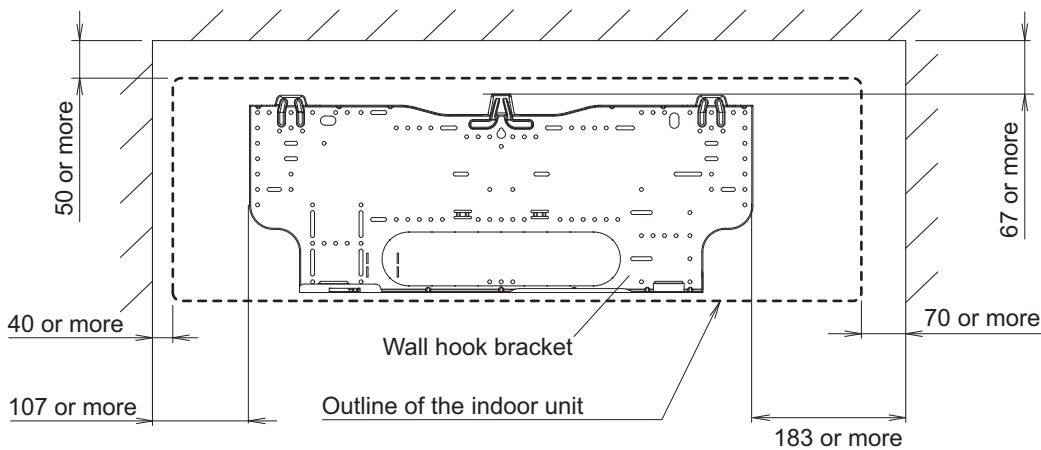 50 or more
67 or more
40 or more
70 or more
Wall hook bracket
107 or more
Outline of the indoor unit
183 or more